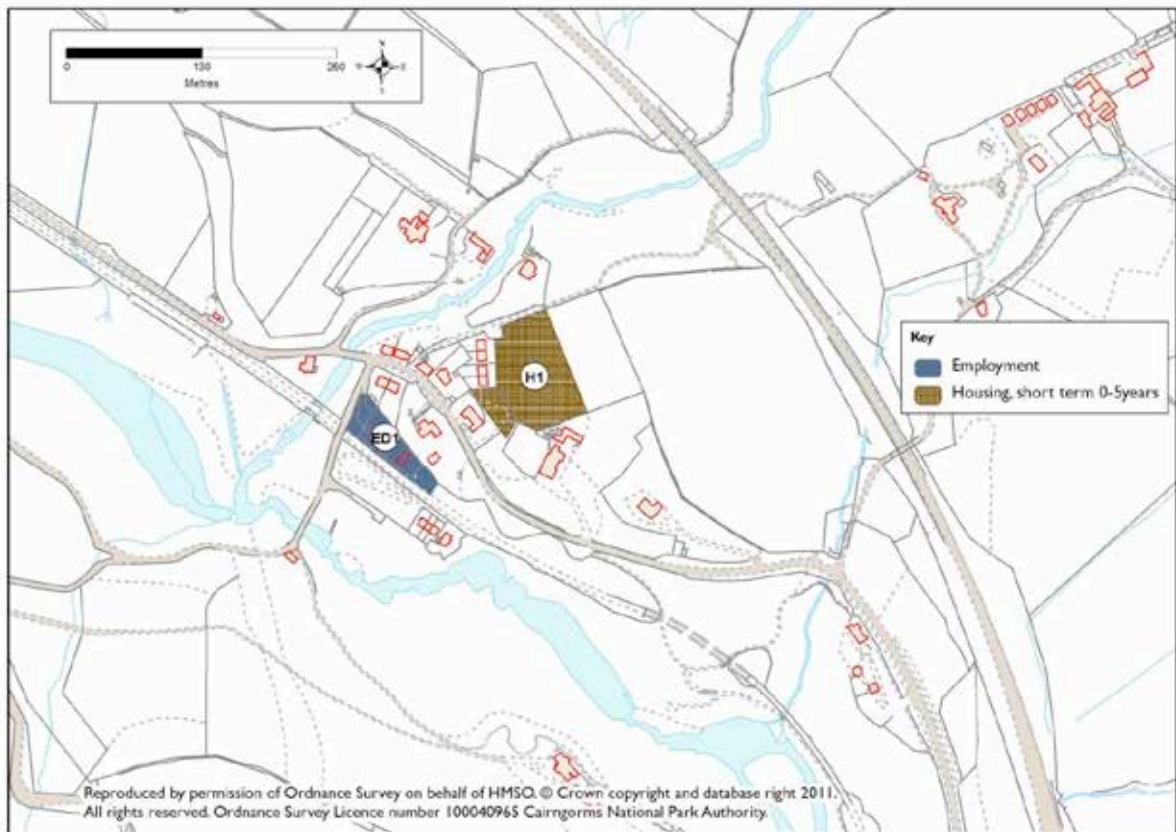 0 130 260
Metres
N
W E
S
H1
ED1
Key
Employment
Housing, short term 0-5years
Reproduced by permission of Ordnance Survey on behalf of HMSO. © Crown copyright and database right 2011.
All rights reserved. Ordnance Survey Licence number 100040965 Cairngorms National Park Authority.